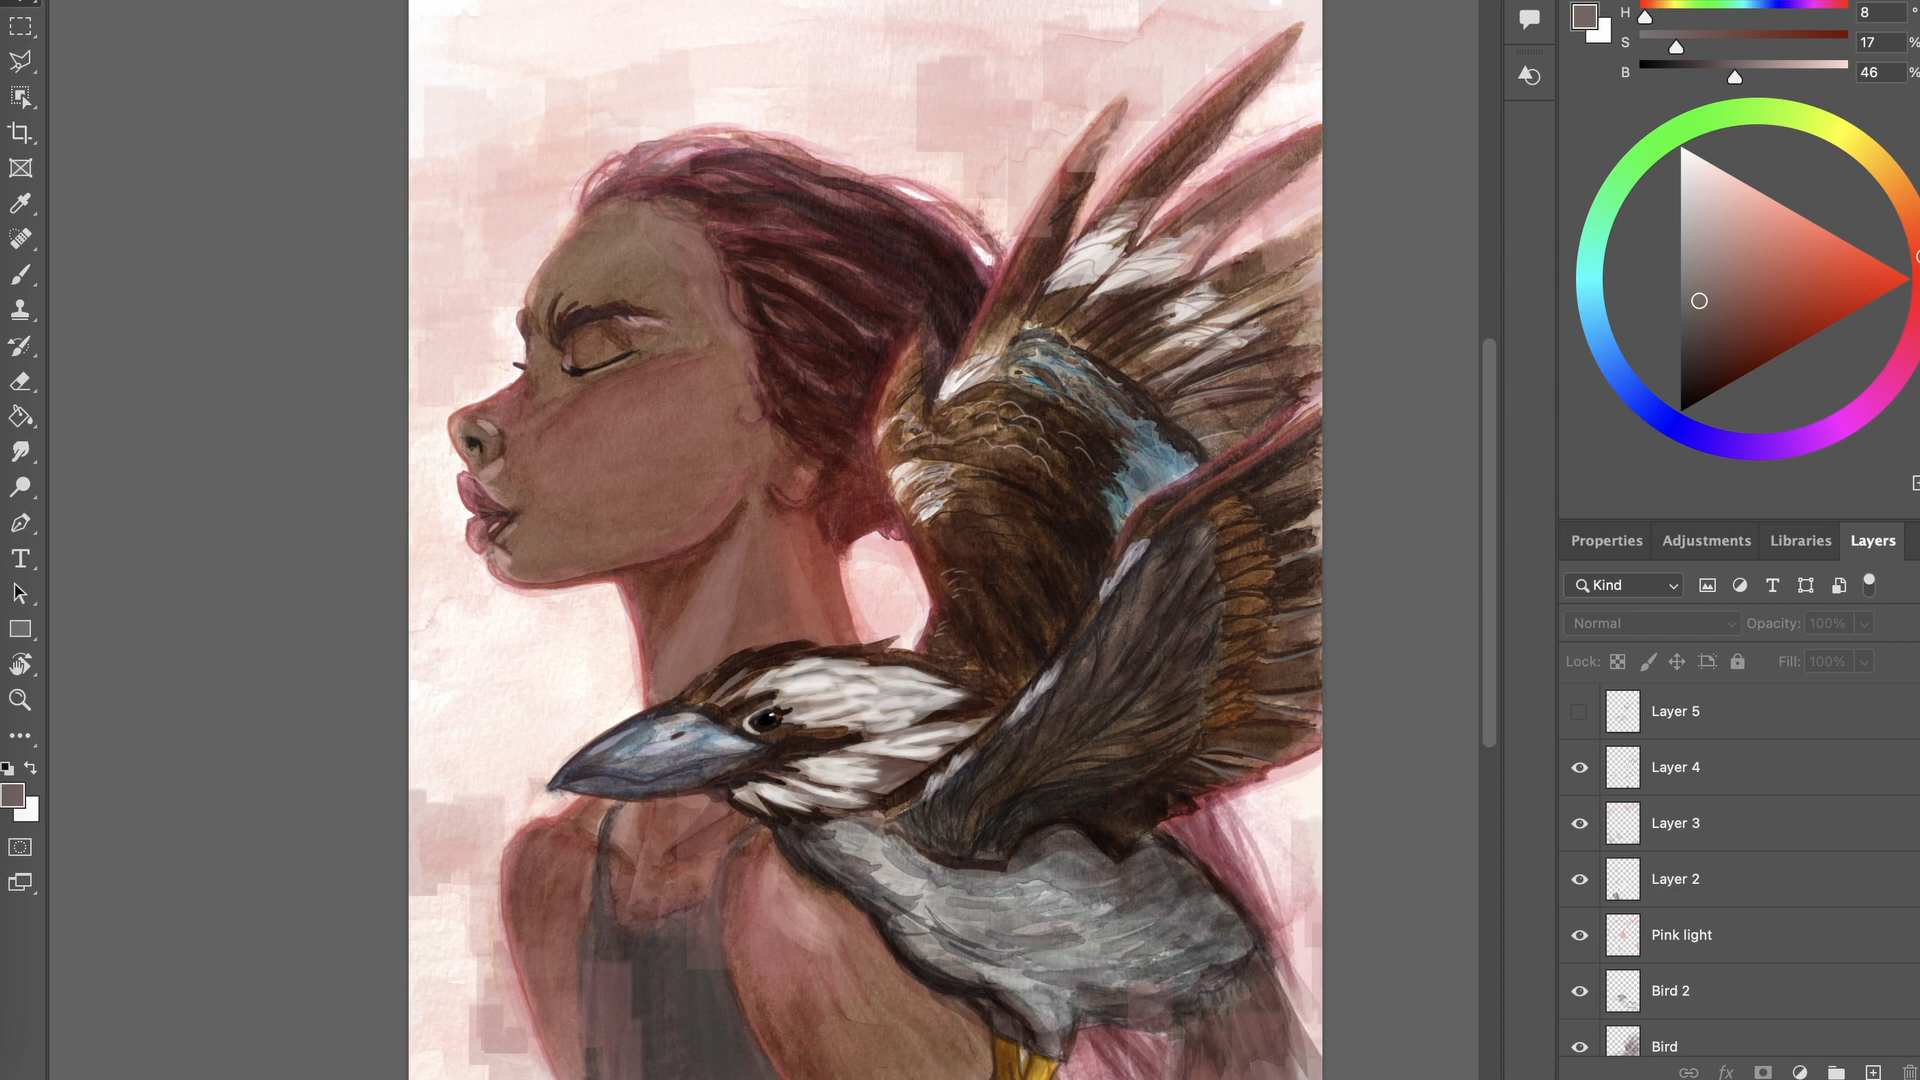 H 8 °
S 17 %
B 46 %
Properties Adjustments Libraries Layers
Kind
Normal Opacity: 100%
Lock: Fill: 100%
Layer 5
Layer 4
Layer 3
Layer 2
Pink light
Bird 2
Bird
fx